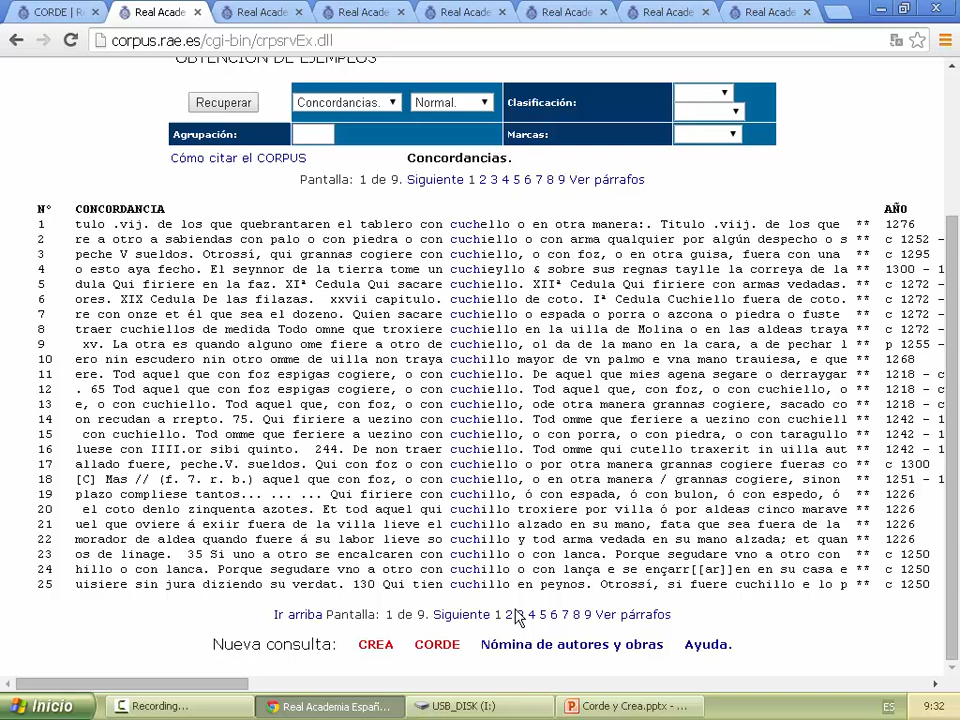 CORDE | R
Real Acade
Real Acade
Real Acade
Real Acade
Real Acade
Real Acade
Real Acade
corpus.rae.es/cgi-bin/crpsrvEx.dll
OBTENCIÓN DE EJEMPLOS
Recuperar
Concordancias.
Normal.
Clasificación:
Agrupación:
Marcas:
Cómo citar el CORPUS
Concordancias.
Pantalla: 1 de 9. Siguiente 1 2 3 4 5 6 7 8 9 Ver párrafos
Nº CONCORDANCIA AÑO
1 tulo .vij. de los que quebrantaren el tablero con cuchello o en otra manera:. Titulo .viij. de los que ** 1276
2 re a otro a sabiendas con palo o con piedra o con cuchiello o con arma qualquier por algún despecho o s ** c 1252 -
3 peche V sueldos. Otrossí, qui grannas cogiere con cuchiello, o con foz, o en otra guisa, fuera con una ** c 1295
4 o esto aya fecho. El seynnor de la tierra tome un cuchieyllo & sobre sus regnas taylle la correya de la ** 1300 - 1
5 dula Qui firiere en la faz. XIª Cedula Qui sacare cuchiello. XIIª Cedula Qui firiere con armas vedadas. ** c 1272 -
6 ores. XIX Cedula De las filazas. xxvii capitulo. cuchiello de coto. Iª Cedula Cuchiello fuera de coto. ** c 1272 -
7 re con onze et él que sea el dozeno. Quien sacare cuchiello o espada o porra o azcona o piedra o fuste ** c 1272 -
8 traer cuchiellos de medida Todo omne que troxiere cuchiello en la uilla de Molina o en las aldeas traya ** c 1272 -
9 xv. La otra es quando alguno ome fiere a otro de cuchiello, ol da de la mano en la cara, a de pechar l ** p 1255 -
10 ero nin escudero nin otro omme de uilla non traya cuchiello mayor de vn palmo e vna mano trauiesa, e que ** 1268
11 ere. Tod aquel que con foz espigas cogiere, o con cuchiello. De aquel que mies agena segare o derraygar ** 1218 - c
12 . 65 Tod aquel que con foz espigas cogiere, o con cuchiello. Tod aquel que, con foz, o con cuchiello, o ** 1218 - c
13 e, o con cuchiello. Tod aquel que, con foz, o con cuchiello, ode otra manera grannas cogiere, sacado co ** 1218 - c
14 on recudan a rrepto. 75. Qui firiere a uezino con cuchiello. Tod omme que feriere a uezino con cuchiell ** 1242 - 1
15 con cuchiello. Tod omme que feriere a uezino con cuchiello, o con porra, o con piedra, o con taragullo ** 1242 - 1
16 luese con IIII.or sibi quinto. 244. De non traer cuchiello. Tod omme qui cutello traxerit in uilla aut ** 1242 - 1
17 allado fuere, peche.V. sueldos. Qui con foz o con cuchiello o por otra manera grannas cogiere fueras co ** c 1300
18 [C] Mas // (f. 7. r. b.) aquel que con foz, o con cuchiello, o en otra manera / grannas cogiere, sinon ** 1251 - 1
19 plazo compliese tantos... ... ... Qui firiere con cuchillo, ó con espada, ó con bulon, ó con espedo, ó ** 1226
20 el coto denlo zinquenta azotes. Et tod aquel qui cuchillo troxiere por villa ó por aldeas cinco marave ** 1226
21 uel que oviere á exiir fuera de la villa lieve el cuchillo alzado en su mano, fata que sea fuera de la ** 1226
22 morador de aldea quando fuere á su labor lieve so cuchillo y tod arma vedada en su mano alzada; et quan ** 1226
23 os de linage. 35 Si uno a otro se encalcaren con cuchillo o con lanca. Porque segudare vno a otro con ** c 1250
24 hillo o con lanca. Porque segudare vno a otro con cuchillo o con lança e se ençarr[[ar]]en en su casa e ** c 1250
25 uisiere sin jura diziendo su verdat. 130 Qui tien cuchillo en peynos. Otrossí, si fuere cuchillo e lo p ** c 1250
Ir arriba Pantalla: 1 de 9. Siguiente 1 2 3 4 5 6 7 8 9 Ver párrafos
Nueva consulta: CREA CORDE Nómina de autores y obras Ayuda.
Inicio
Recording...
Real Academia Españ...
USB_DISK (I:)
Corde y Crea.pptx - ...
ES
9:32